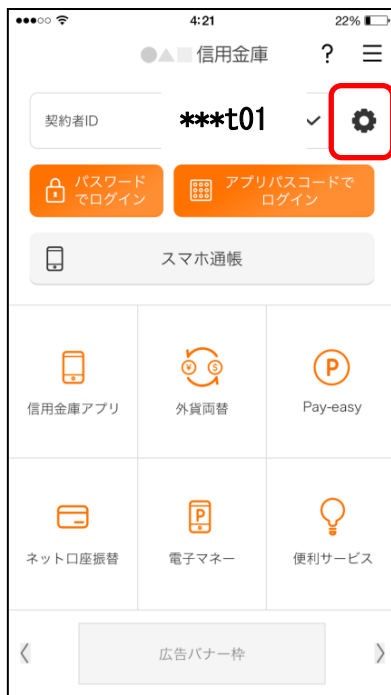 4:21
22%
●▲■ 信用金庫
?
契約者ID
***t01
パスワード
でログイン
アプリパスコードで
ログイン
スマホ通帳
信用金庫アプリ
外貨両替
Pay-easy
ネット口座振替
電子マネー
便利サービス
広告バナー枠